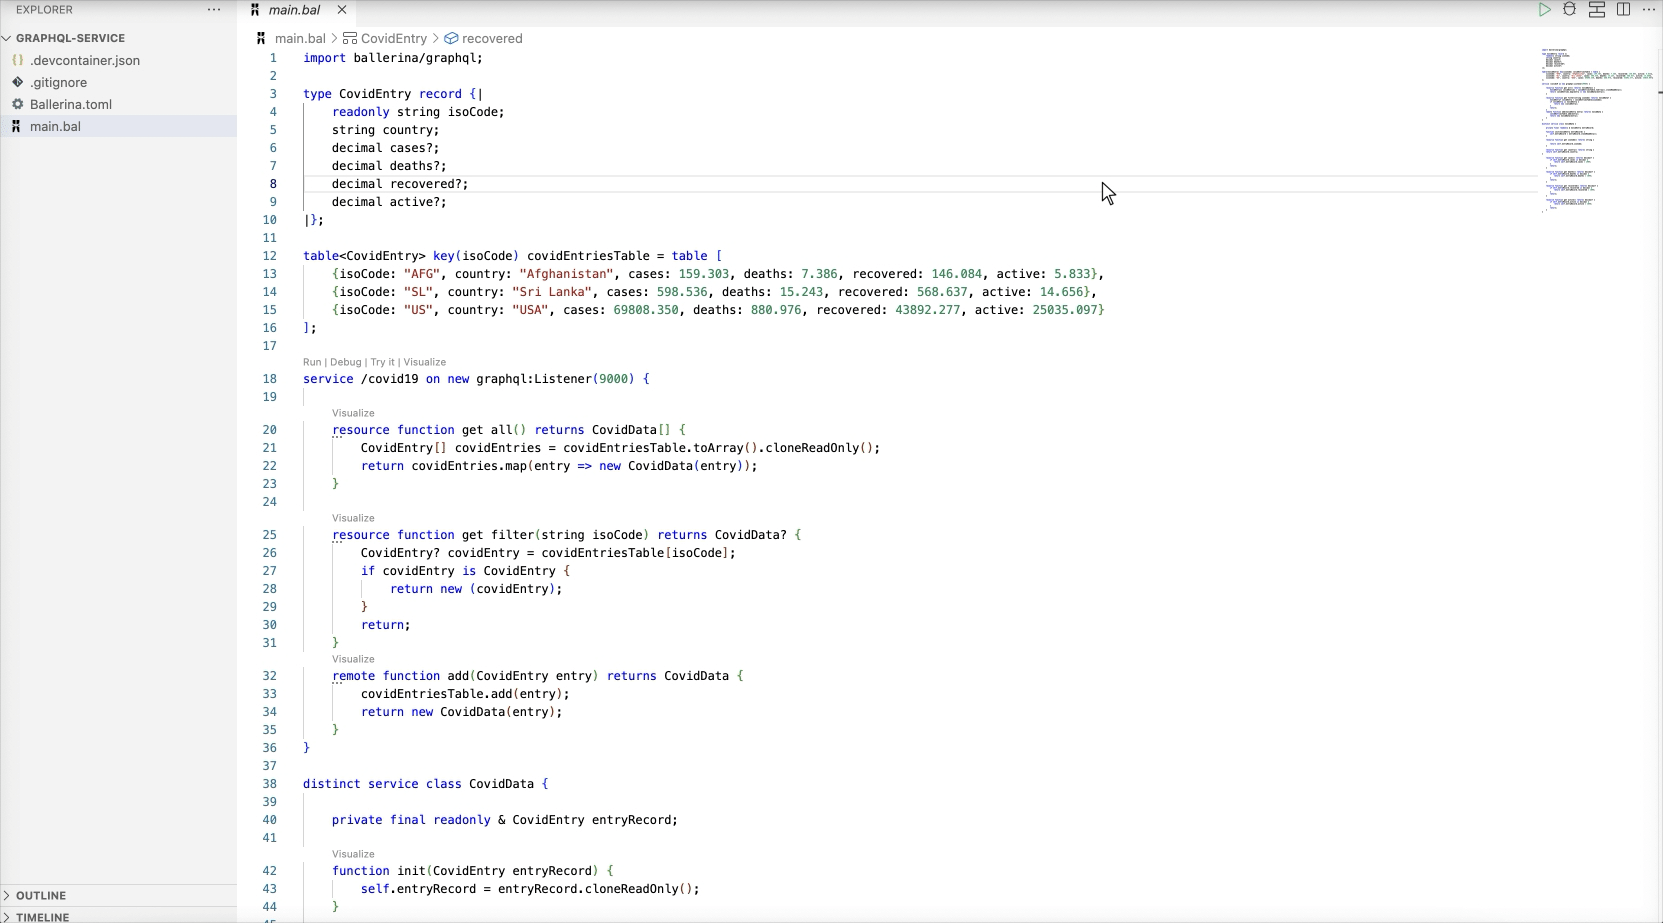 EXPLORER ···
GRAPHQL-SERVICE
{} .devcontainer.json
.gitignore
Ballerina.toml
main.bal
OUTLINE
TIMELINE
main.bal
main.bal > CovidEntry > recovered
1 import ballerina/graphql;
2
3 type CovidEntry record {|
4 readonly string isoCode;
5 string country;
6 decimal cases?;
7 decimal deaths?;
8 decimal recovered?;
9 decimal active?;
10 |};
11
12 table<CovidEntry> key(isoCode) covidEntriesTable = table [
13 {isoCode: "AFG", country: "Afghanistan", cases: 159.303, deaths: 7.386, recovered: 146.084, active: 5.833},
14 {isoCode: "SL", country: "Sri Lanka", cases: 598.536, deaths: 15.243, recovered: 568.637, active: 14.656},
15 {isoCode: "US", country: "USA", cases: 69808.350, deaths: 880.976, recovered: 43892.277, active: 25035.097}
16 ];
17
Run | Debug | Try it | Visualize
18 service /covid19 on new graphql:Listener(9000) {
19
Visualize
20 resource function get all() returns CovidData[] {
21 CovidEntry[] covidEntries = covidEntriesTable.toArray().cloneReadOnly();
22 return covidEntries.map(entry => new CovidData(entry));
23 }
24
Visualize
25 resource function get filter(string isoCode) returns CovidData? {
26 CovidEntry? covidEntry = covidEntriesTable[isoCode];
27 if covidEntry is CovidEntry {
28 return new (covidEntry);
29 }
30 return;
31 }
Visualize
32 remote function add(CovidEntry entry) returns CovidData {
33 covidEntriesTable.add(entry);
34 return new CovidData(entry);
35 }
36 }
37
38 distinct service class CovidData {
39
40 private final readonly & CovidEntry entryRecord;
41
Visualize
42 function init(CovidEntry entryRecord) {
43 self.entryRecord = entryRecord.cloneReadOnly();
44 }